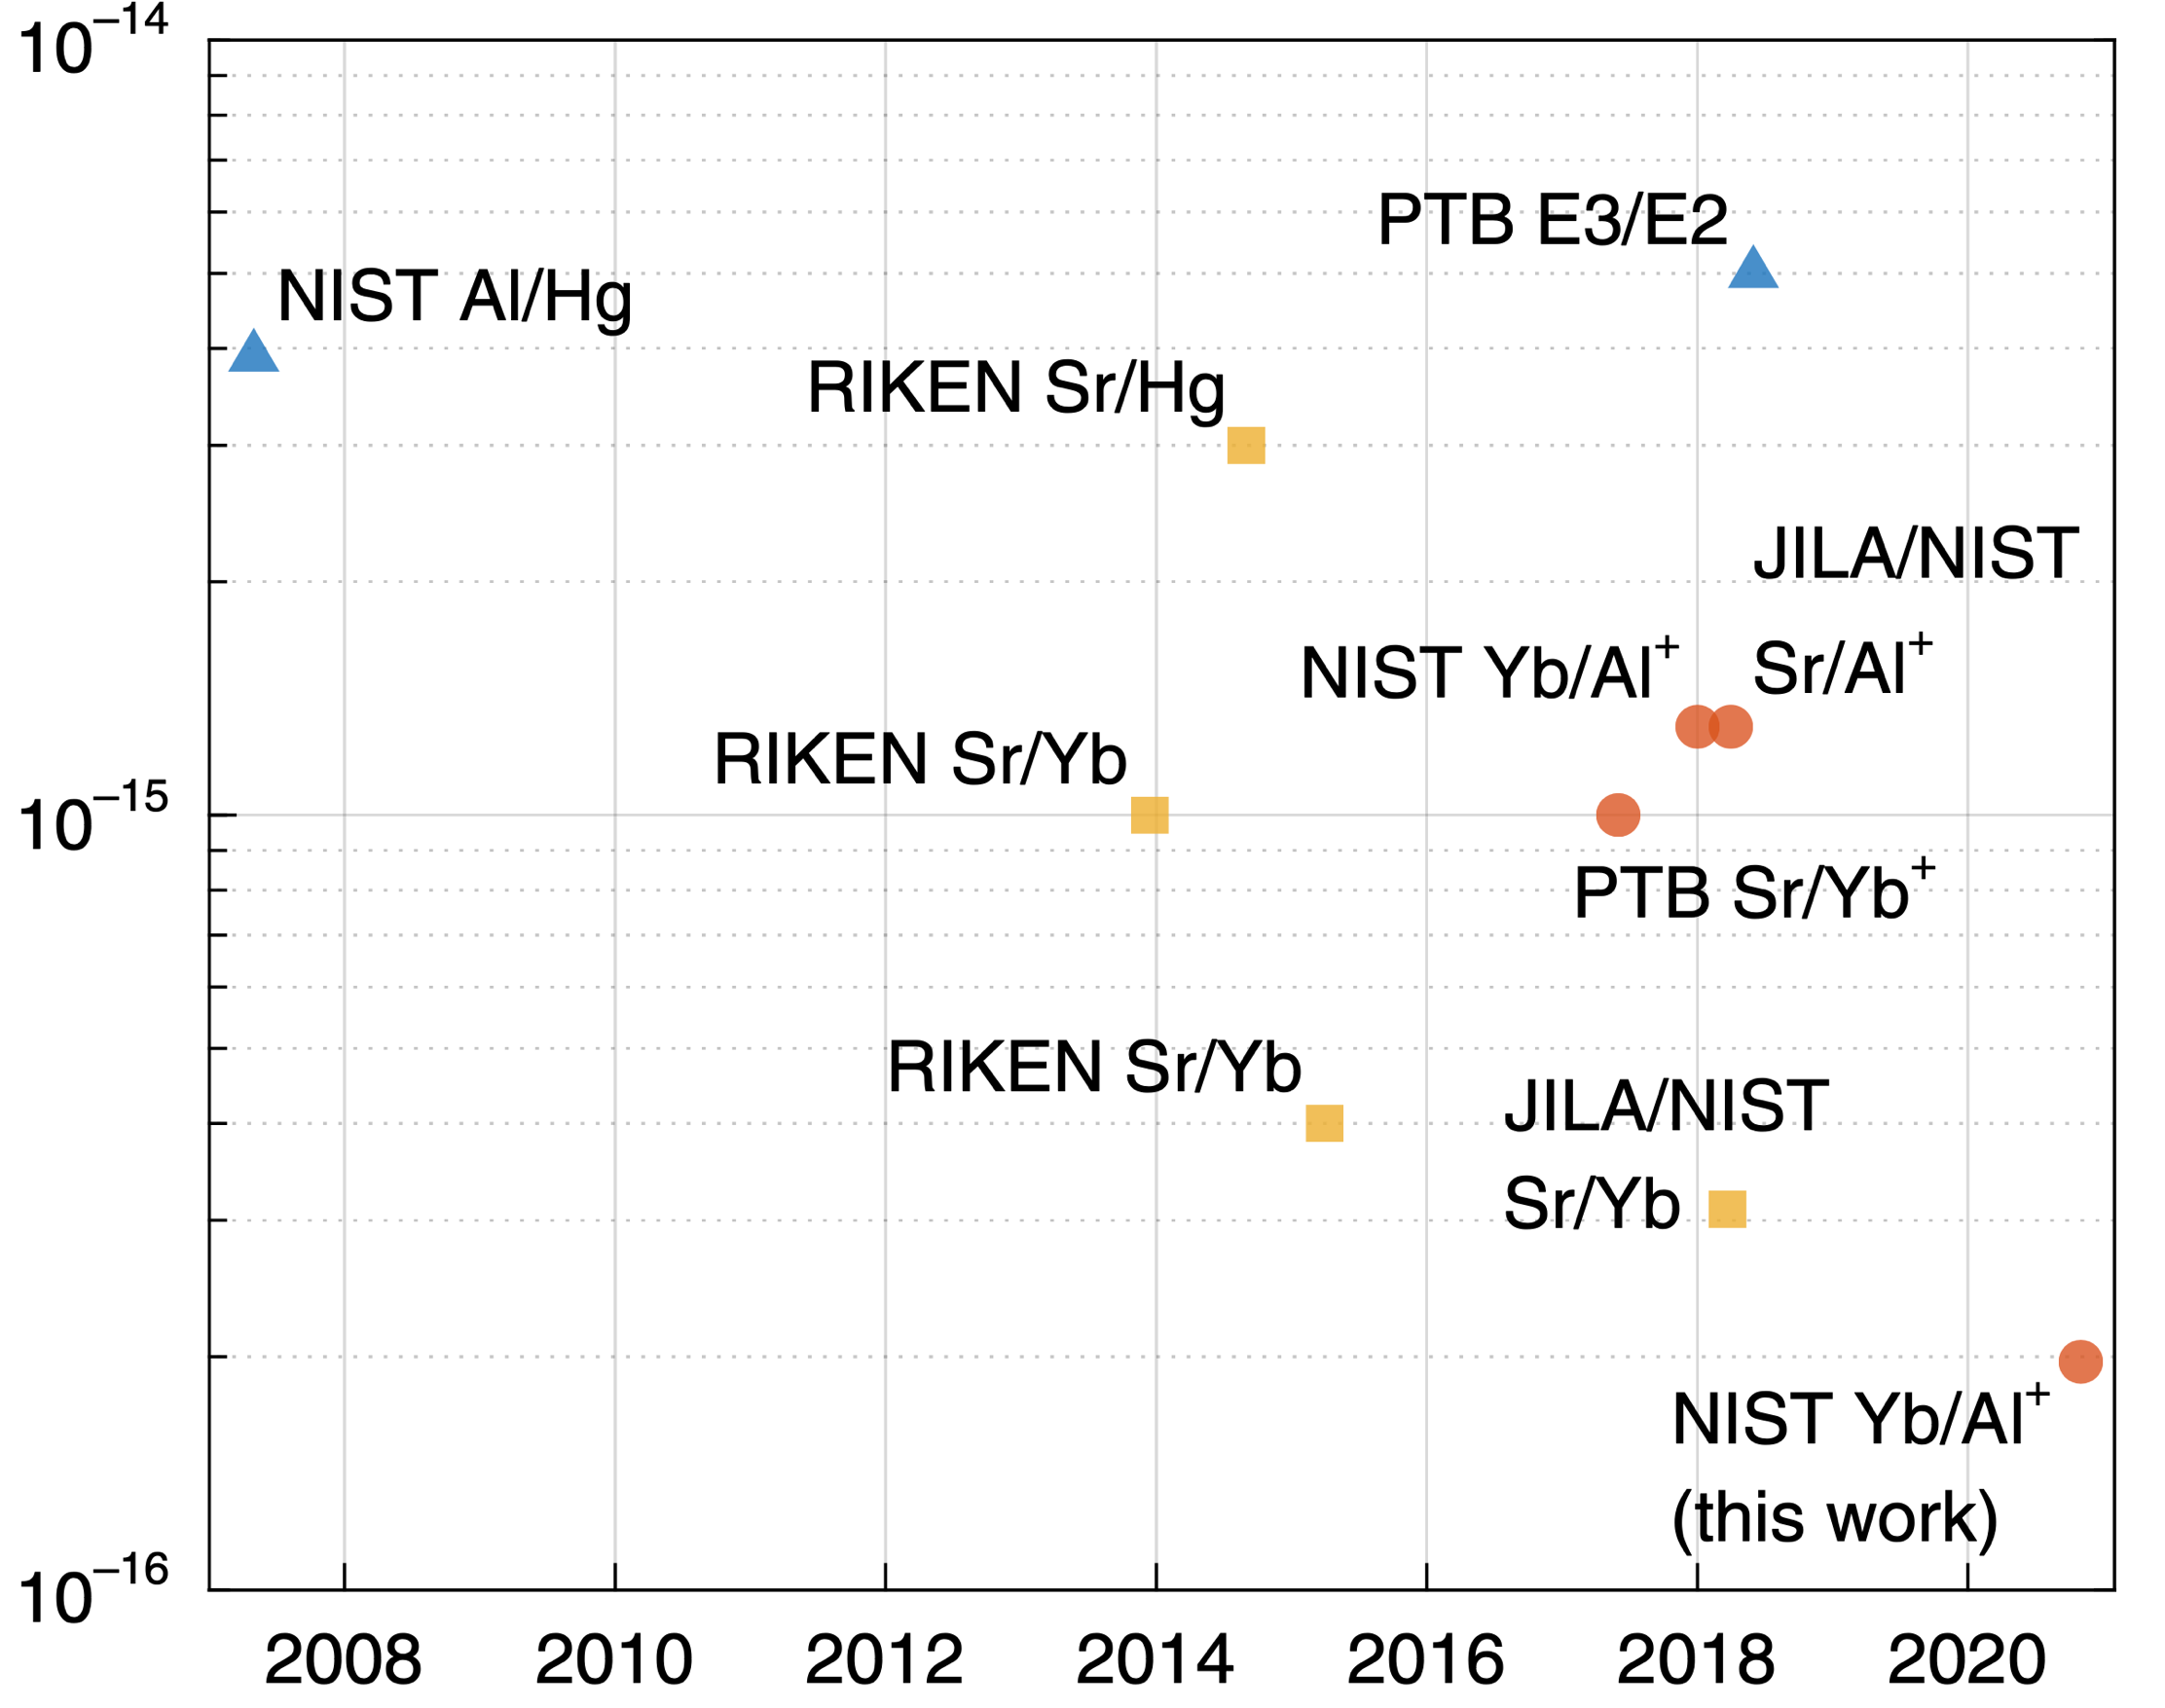 10⁻¹⁴
PTB E3/E2
NIST Al/Hg
RIKEN Sr/Hg
JILA/NIST
Sr/Al⁺
NIST Yb/Al⁺
RIKEN Sr/Yb
10⁻¹⁵
PTB Sr/Yb⁺
RIKEN Sr/Yb
JILA/NIST
Sr/Yb
NIST Yb/Al⁺
(this work)
10⁻¹⁶
2008 2010 2012 2014 2016 2018 2020